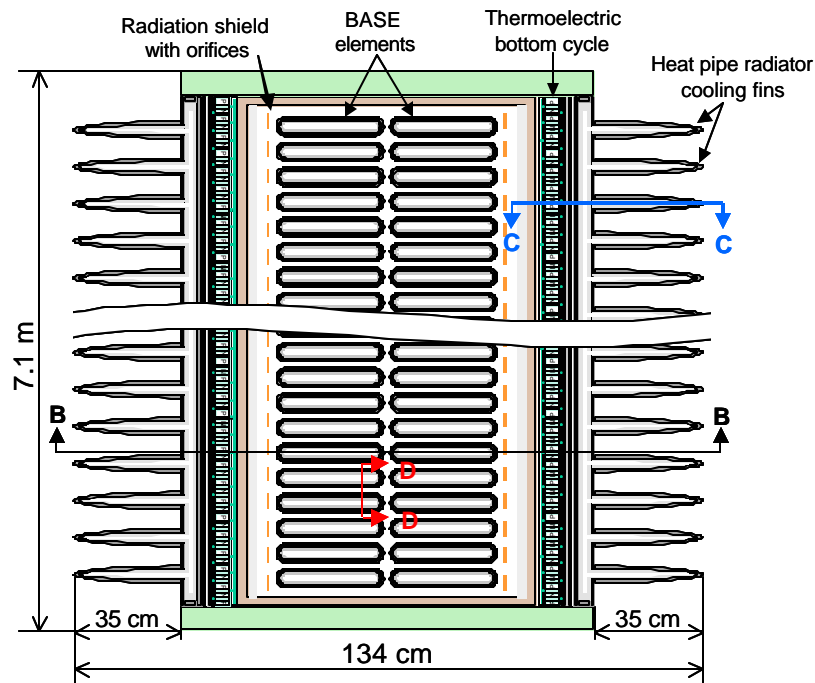 Radiation shield
with orifices
BASE
elements
Thermoelectric
bottom cycle
Heat pipe radiator
cooling fins
C
C
7.1 m
B
B
D
D
35 cm
35 cm
134 cm